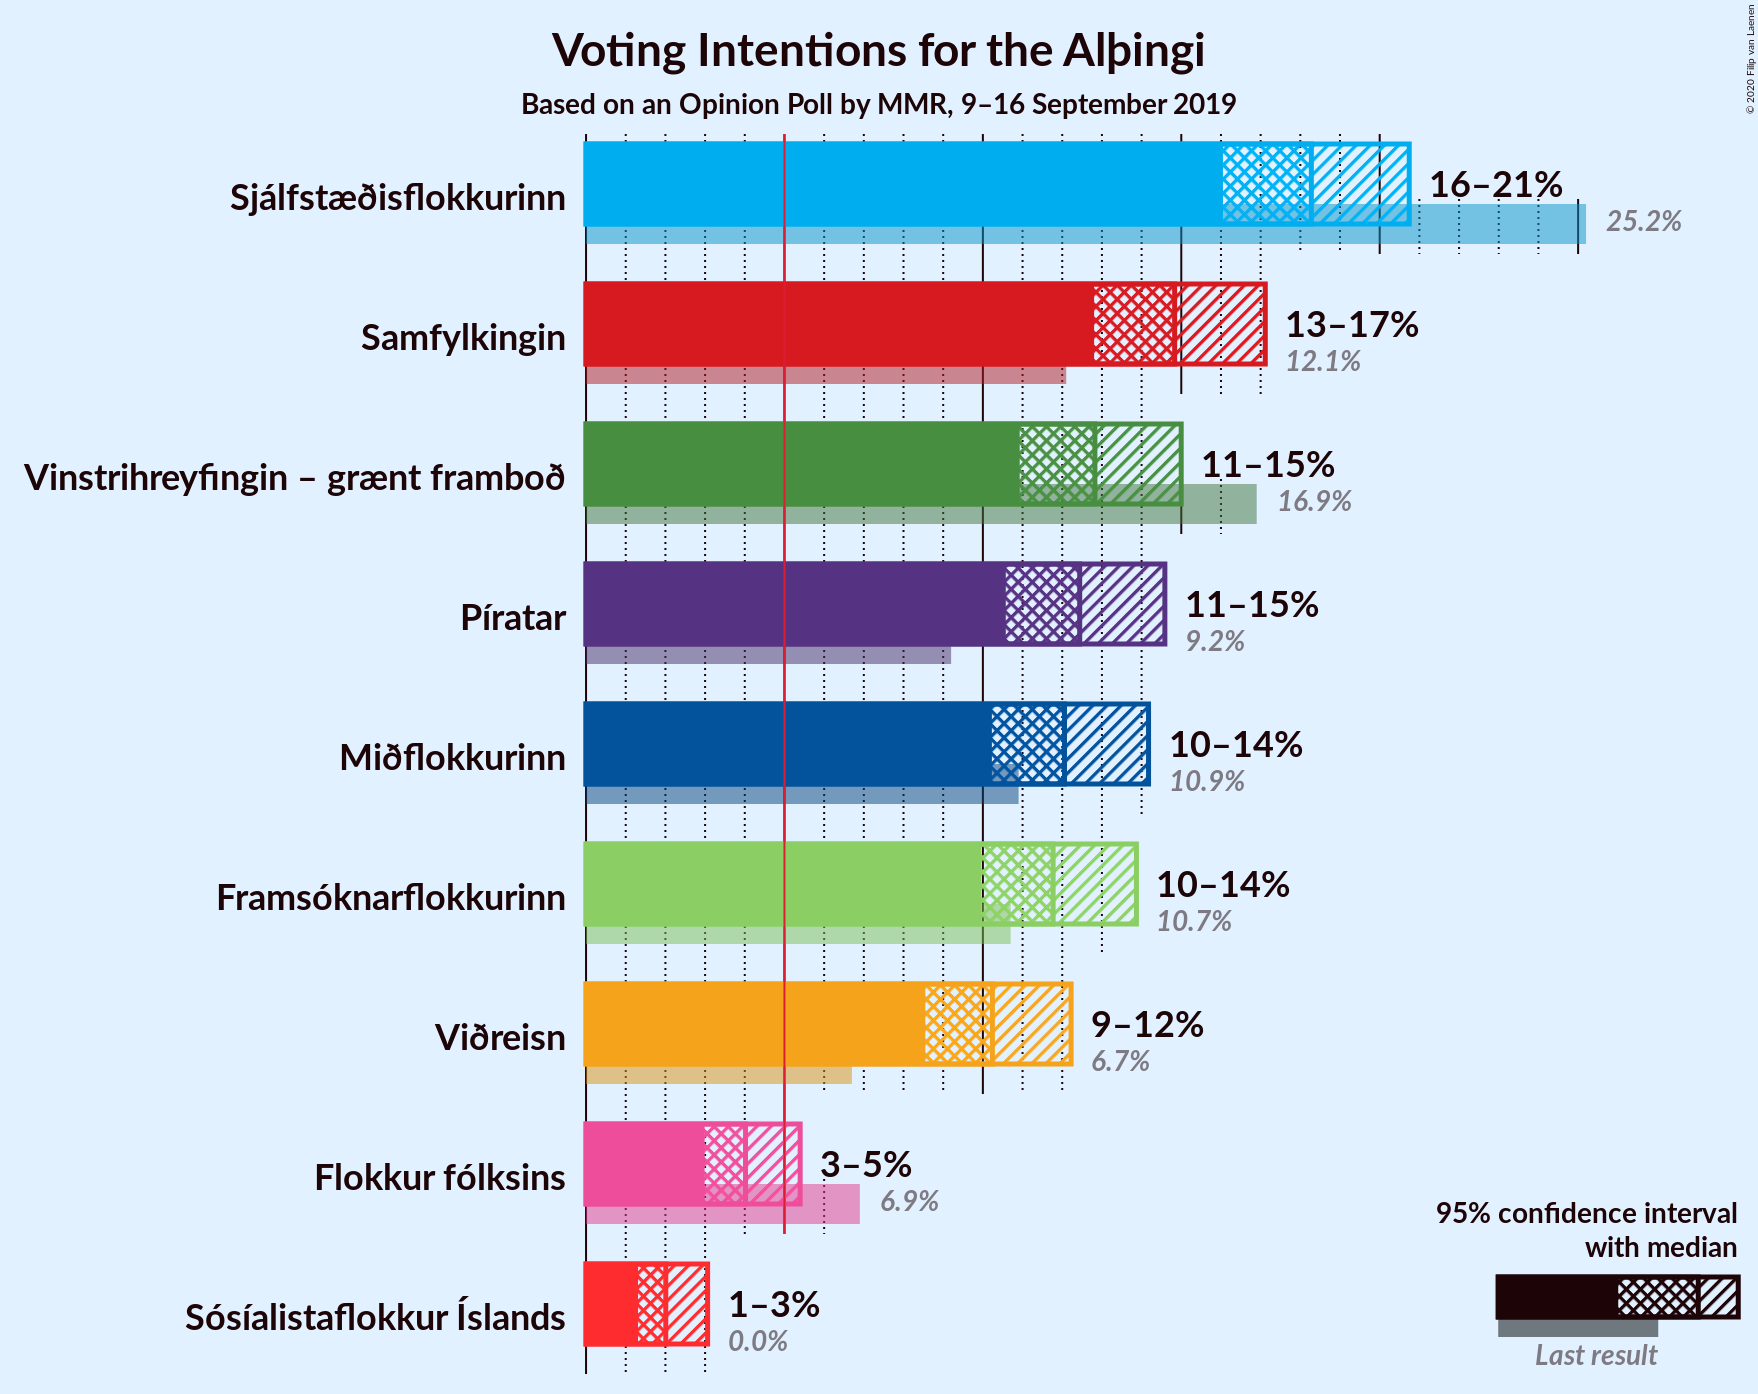 Voting Intentions for the Alþingi
Based on an Opinion Poll by MMR, 9–16 September 2019
© 2020 Filip van Laenen
Sjálfstæðisflokkurinn
16–21%
25.2%
Samfylkingin
13–17%
12.1%
Vinstrihreyfingin – grænt framboð
11–15%
16.9%
Píratar
11–15%
9.2%
Miðflokkurinn
10–14%
10.9%
Framsóknarflokkurinn
10–14%
10.7%
Viðreisn
9–12%
6.7%
Flokkur fólksins
3–5%
6.9%
Sósíalistaflokkur Íslands
1–3%
0.0%
95% confidence interval
with median
Last result